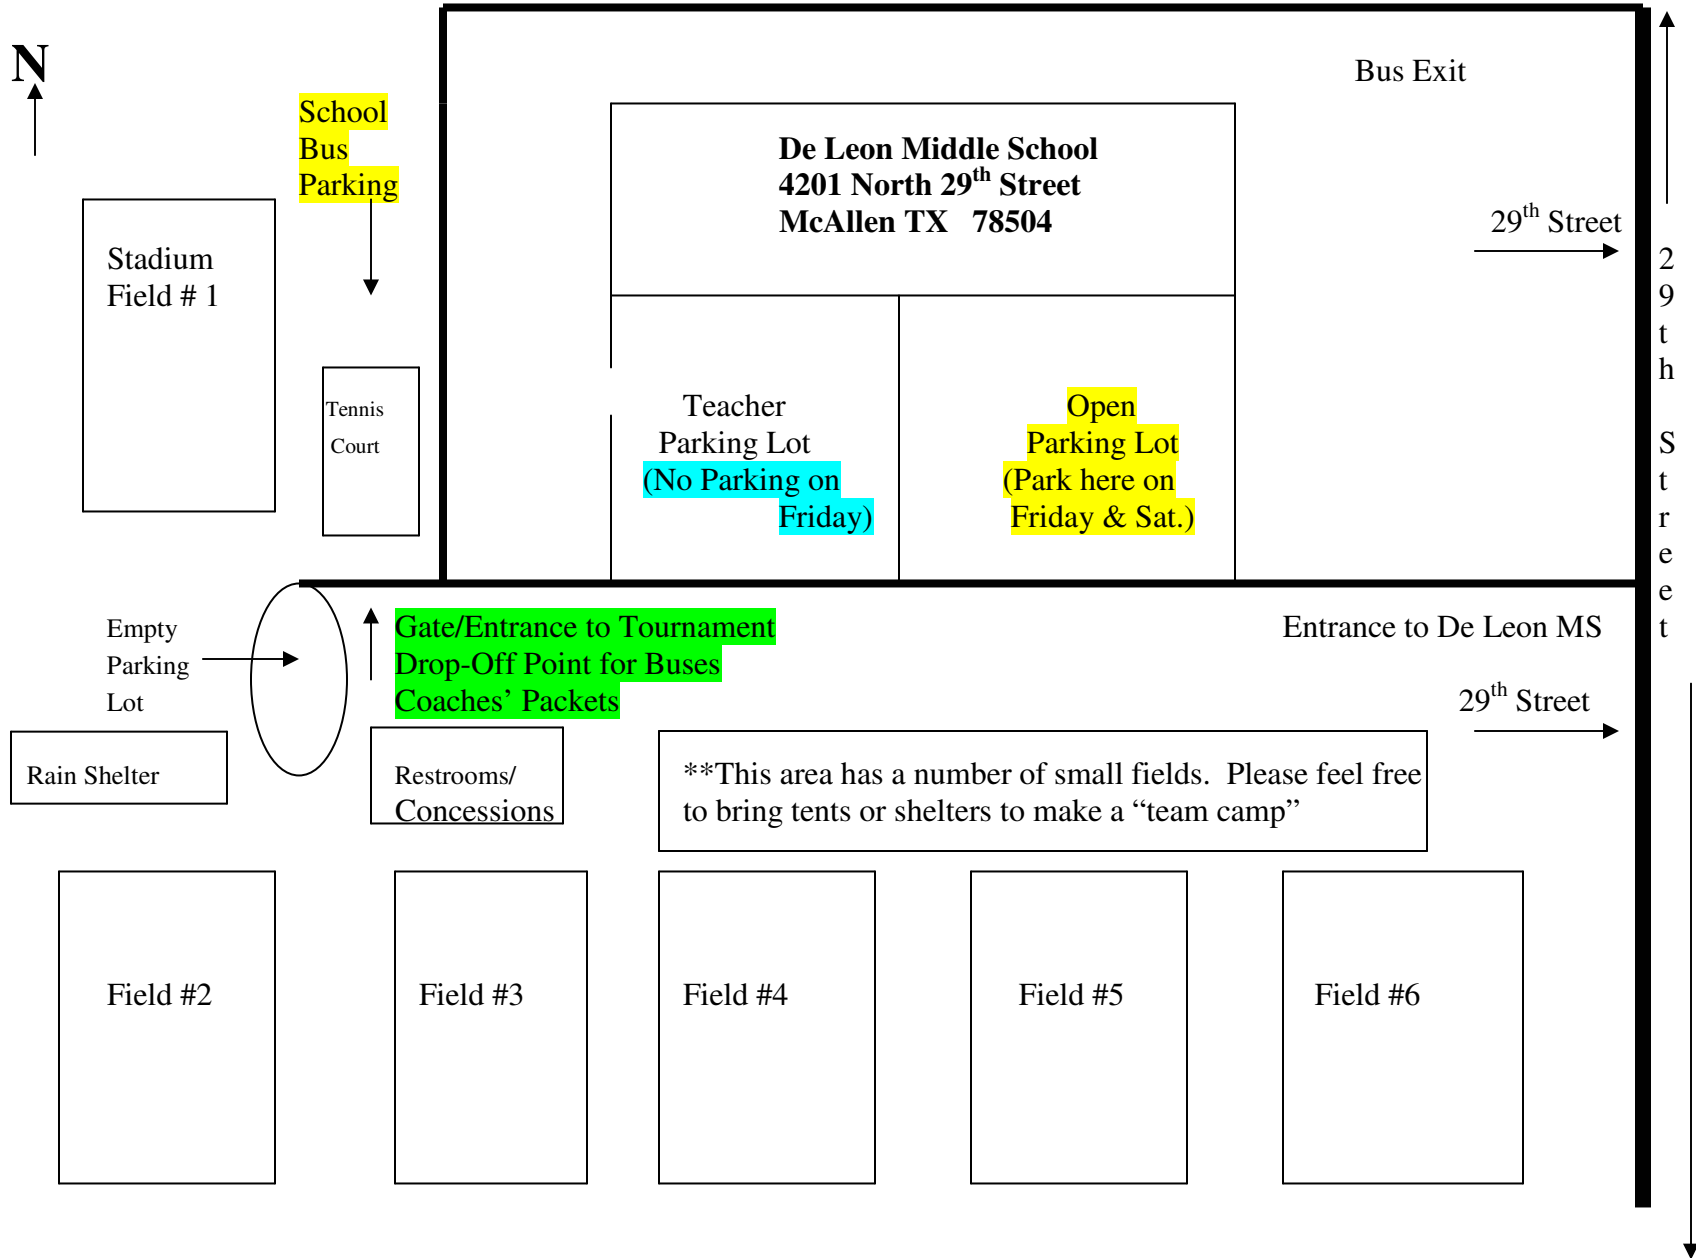 N
Bus Exit
School
Bus
Parking
De Leon Middle School
4201 North 29th Street
McAllen TX 78504
29th Street
29th Street
Stadium
Field # 1
Tennis
Court
Teacher
Parking Lot
(No Parking on
Friday)
Open
Parking Lot
(Park here on
Friday & Sat.)
Empty
Parking
Lot
Gate/Entrance to Tournament
Drop-Off Point for Buses
Coaches’ Packets
Entrance to De Leon MS
29th Street
Rain Shelter
Restrooms/
Concessions
**This area has a number of small fields. Please feel free
to bring tents or shelters to make a “team camp”
Field #2
Field #3
Field #4
Field #5
Field #6